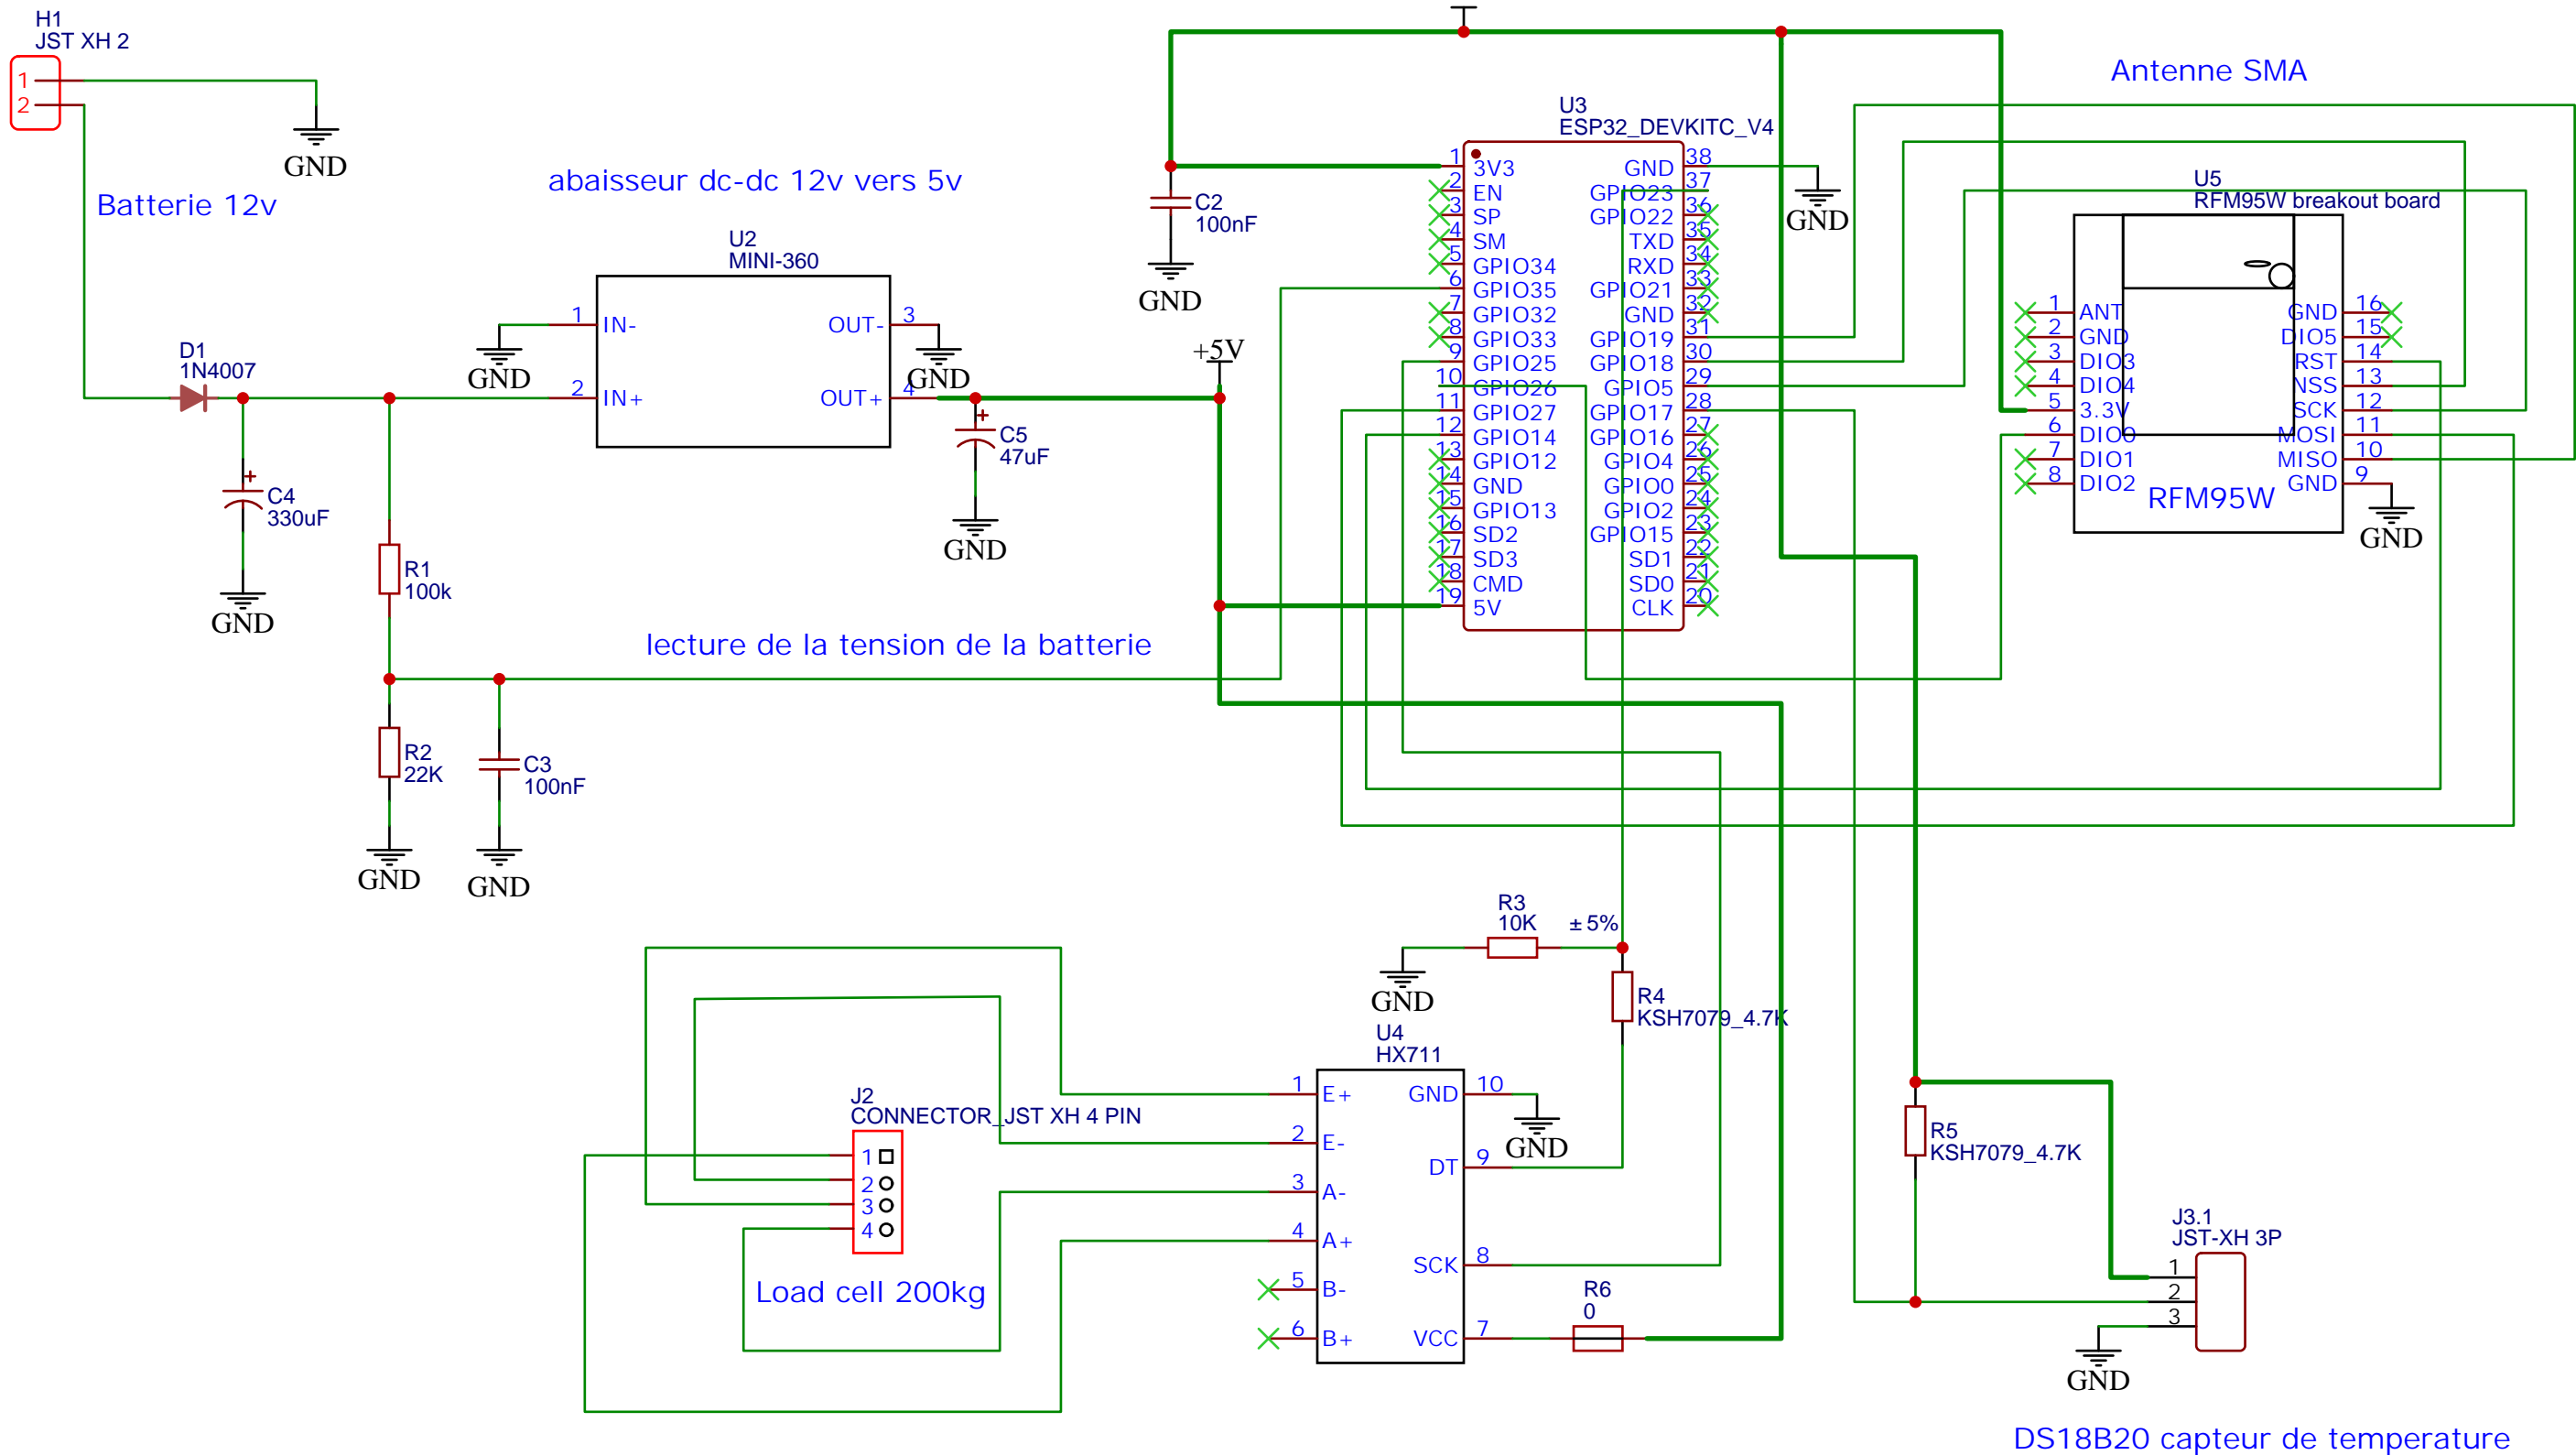 H1
JST XH 2
1
2
GND
Batterie 12v
abaisseur dc-dc 12v vers 5v
U2
MINI-360
1
IN-
2
IN+
OUT-
3
OUT+
4
GND
GND
D1
1N4007
C4
330uF
GND
R1
100k
C5
47uF
GND
+5V
C2
100nF
GND
lecture de la tension de la batterie
R2
22K
GND
C3
100nF
GND
U3
ESP32_DEVKITC_V4
1 3V3
2 EN
3 SP
4 SM
5 GPIO34
6 GPIO35
7 GPIO32
8 GPIO33
9 GPIO25
10 GPIO26
11 GPIO27
12 GPIO14
13 GPIO12
14 GND
15 GPIO13
16 SD2
17 SD3
18 CMD
19 5V
GND 38
GPIO23 37
GPIO22 36
TXD 35
RXD 34
GPIO21 33
GND 32
GPIO19 31
GPIO18 30
GPIO5 29
GPIO17 28
GPIO16 27
GPIO4 26
GPIO0 25
GPIO2 24
GPIO15 23
SD1 22
SD0 21
CLK 20
GND
Antenne SMA
U5
RFM95W breakout board
1 ANT
2 GND
3 DIO3
4 DIO4
5 3.3V
6 DIO0
7 DIO1
8 DIO2
GND 16
DIO5 15
RST 14
NSS 13
SCK 12
MOSI 11
MISO 10
GND 9
RFM95W
GND
R3
10K
±5%
GND
R4
KSH7079_4.7K
U4
HX711
1 E+
2 E-
3 A-
4 A+
5 B-
6 B+
GND 10
DT 9
SCK 8
VCC 7
GND
R6
0
J2
CONNECTOR_JST XH 4 PIN
1
2
3
4
Load cell 200kg
R5
KSH7079_4.7K
J3.1
JST-XH 3P
1
2
3
GND
DS18B20 capteur de temperature